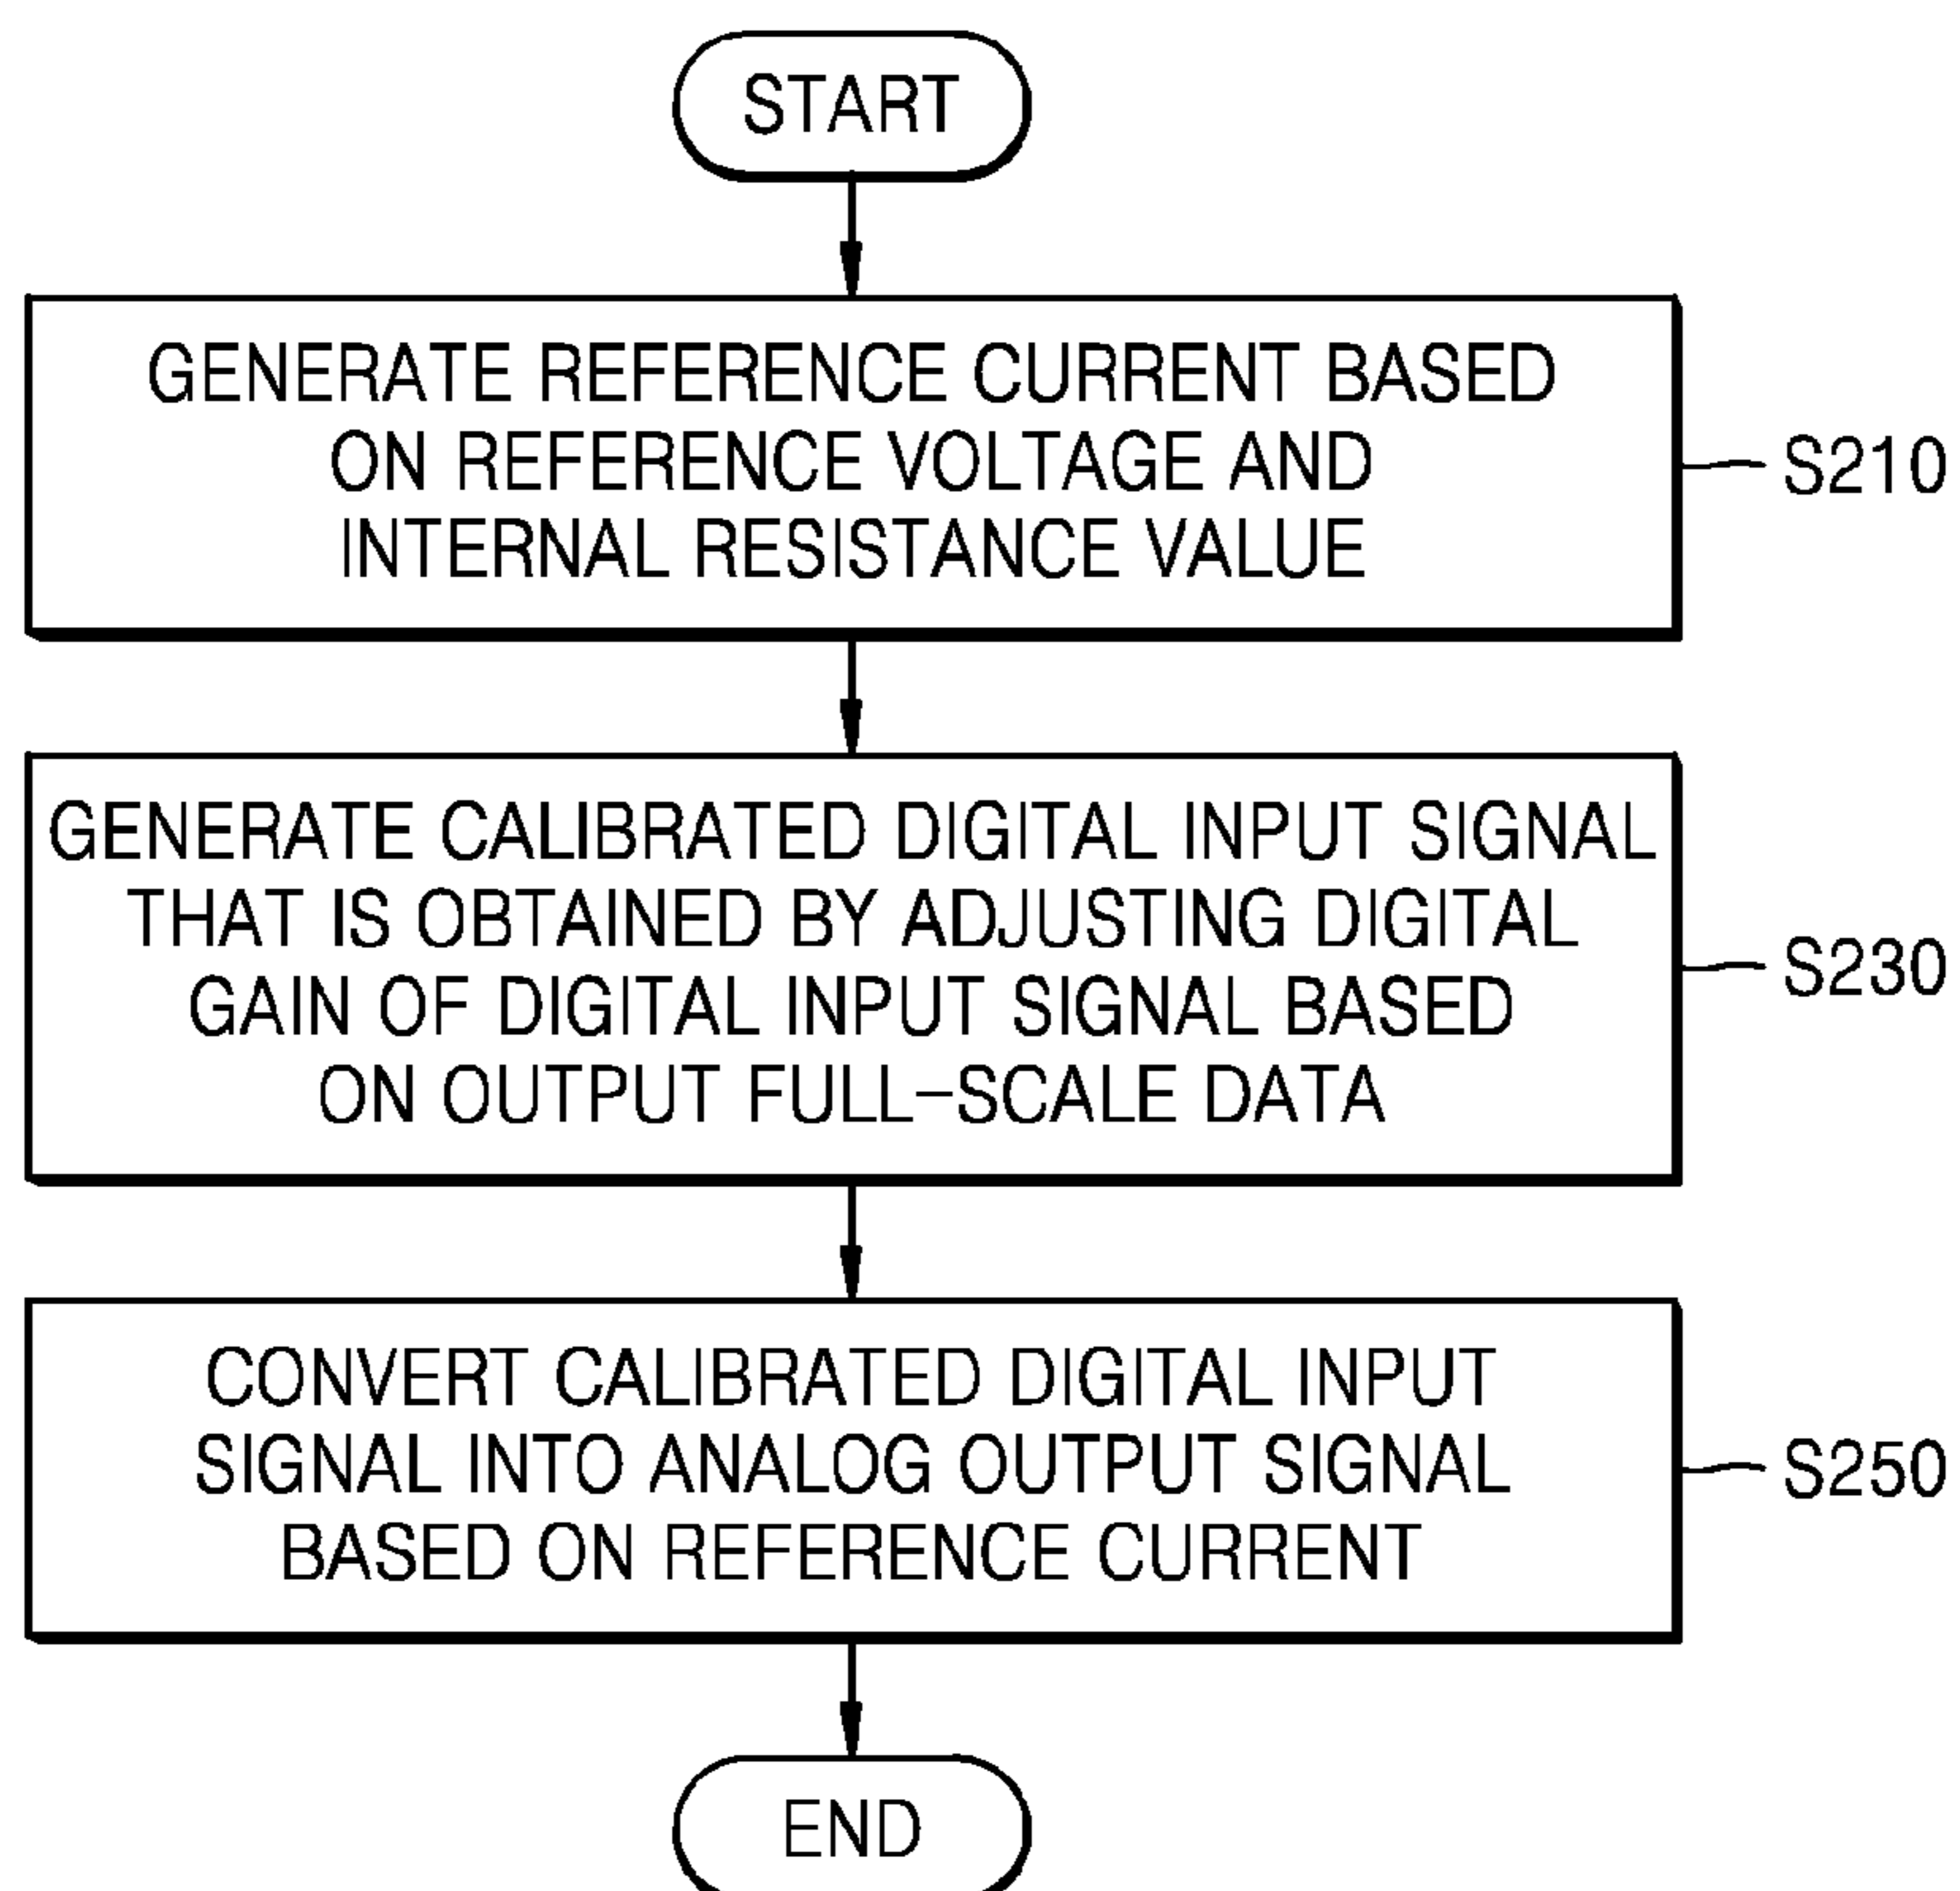 START
GENERATE REFERENCE CURRENT BASED
ON REFERENCE VOLTAGE AND
INTERNAL RESISTANCE VALUE
S210
GENERATE CALIBRATED DIGITAL INPUT SIGNAL
THAT IS OBTAINED BY ADJUSTING DIGITAL
GAIN OF DIGITAL INPUT SIGNAL BASED
ON OUTPUT FULL-SCALE DATA
S230
CONVERT CALIBRATED DIGITAL INPUT
SIGNAL INTO ANALOG OUTPUT SIGNAL
BASED ON REFERENCE CURRENT
S250
END